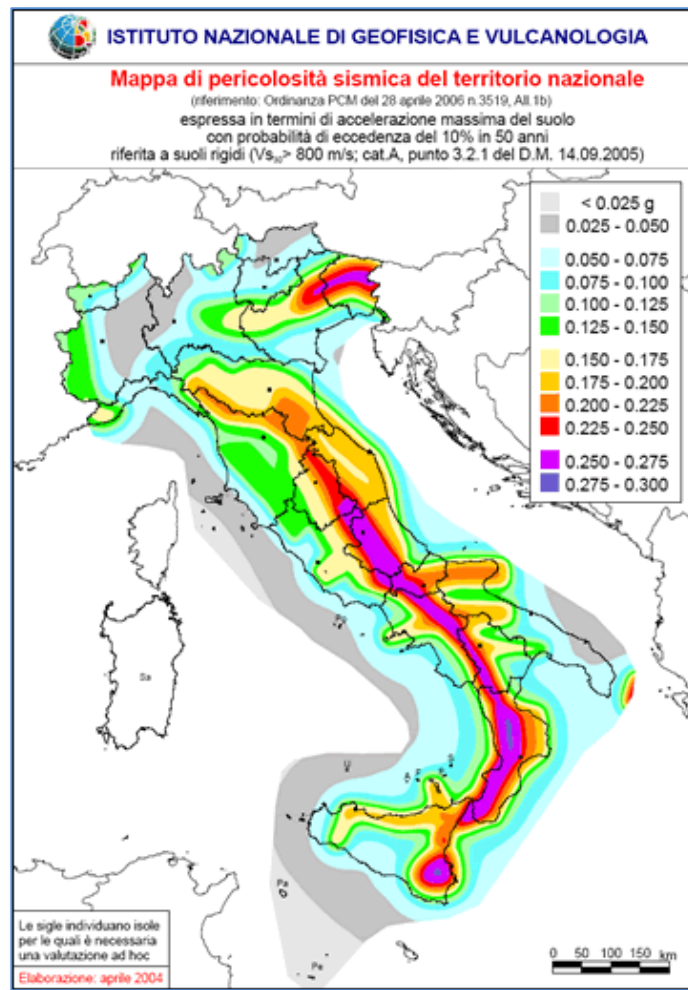 ISTITUTO NAZIONALE DI GEOFISICA E VULCANOLOGIA
Mappa di pericolosità sismica del territorio nazionale
(riferimento: Ordinanza PCM del 28 aprile 2006 n.3519, All.1b)
espressa in termini di accelerazione massima del suolo
con probabilità di eccedenza del 10% in 50 anni
riferita a suoli rigidi (Vs₃₀> 800 m/s; cat.A, punto 3.2.1 del D.M. 14.09.2005)
< 0.025 g
0.025 - 0.050
0.050 - 0.075
0.075 - 0.100
0.100 - 0.125
0.125 - 0.150
0.150 - 0.175
0.175 - 0.200
0.200 - 0.225
0.225 - 0.250
0.250 - 0.275
0.275 - 0.300
Sa
U
A
F
S
Pa
Pe
Le sigle individuano isole
per le quali è necessaria
una valutazione ad hoc
Elaborazione: aprile 2004
0 50 100 150
km